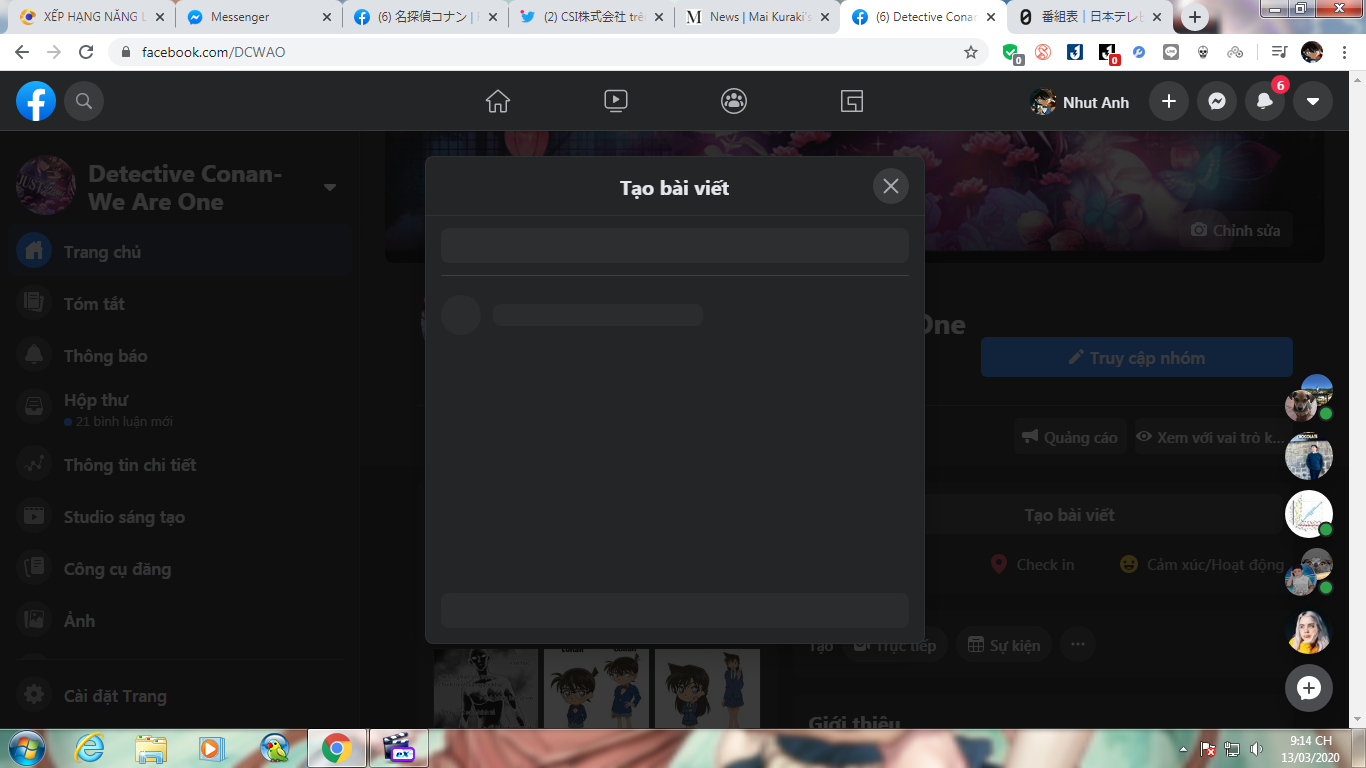 XẾP HẠNG NĂNG L
Messenger
(6) 名探偵コナン |
(2) CSI株式会社 trê
News | Mai Kuraki's
(6) Detective Conan
番組表｜日本テレビ
facebook.com/DCWAO
0
0
Nhut Anh
6
Detective Conan-
We Are One
Trang chủ
Tóm tắt
Thông báo
Hộp thư
21 bình luận mới
Thông tin chi tiết
Studio sáng tạo
Công cụ đăng
Ảnh
Cài đặt Trang
Tạo bài viết
Chỉnh sửa
One
Truy cập nhóm
Quảng cáo
Xem với vai trò k...
Tạo bài viết
Check in
Cảm xúc/Hoạt động
Tạo
Trực tiếp
Sự kiện
Giới thiệu
9:14 CH
13/03/2020